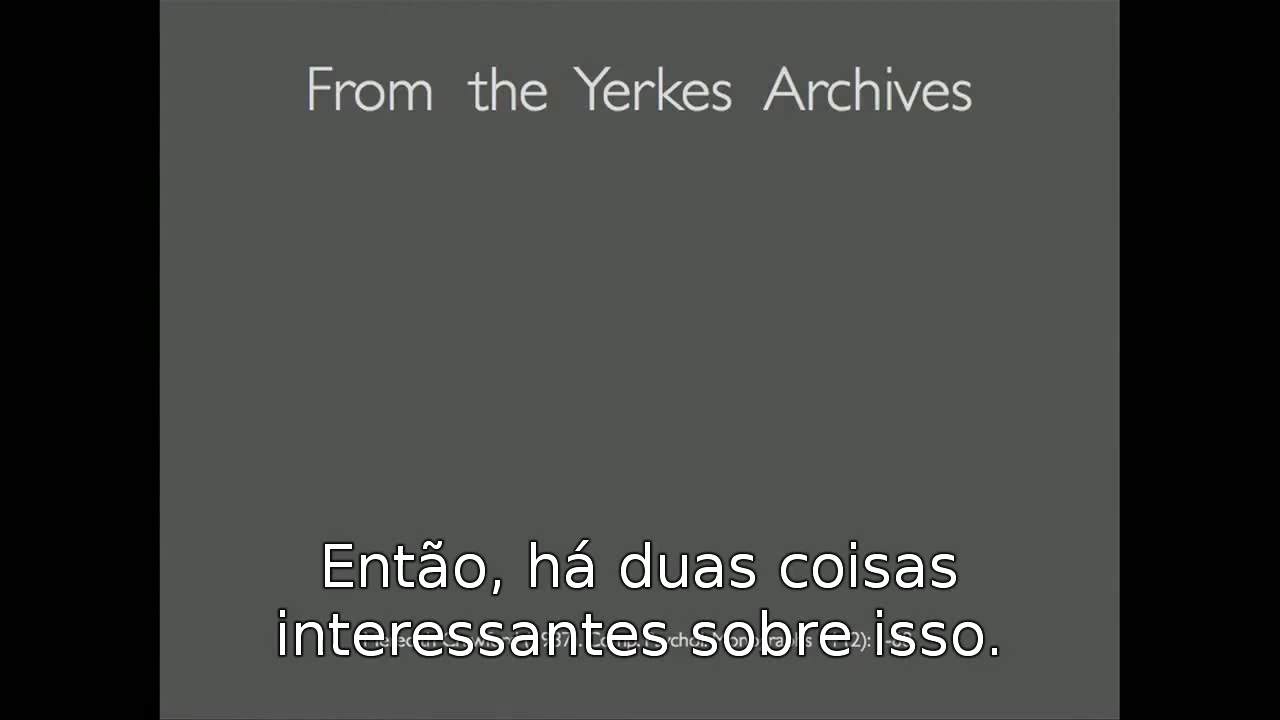 From the Yerkes Archives
Então, há duas coisas
interessantes sobre isso.